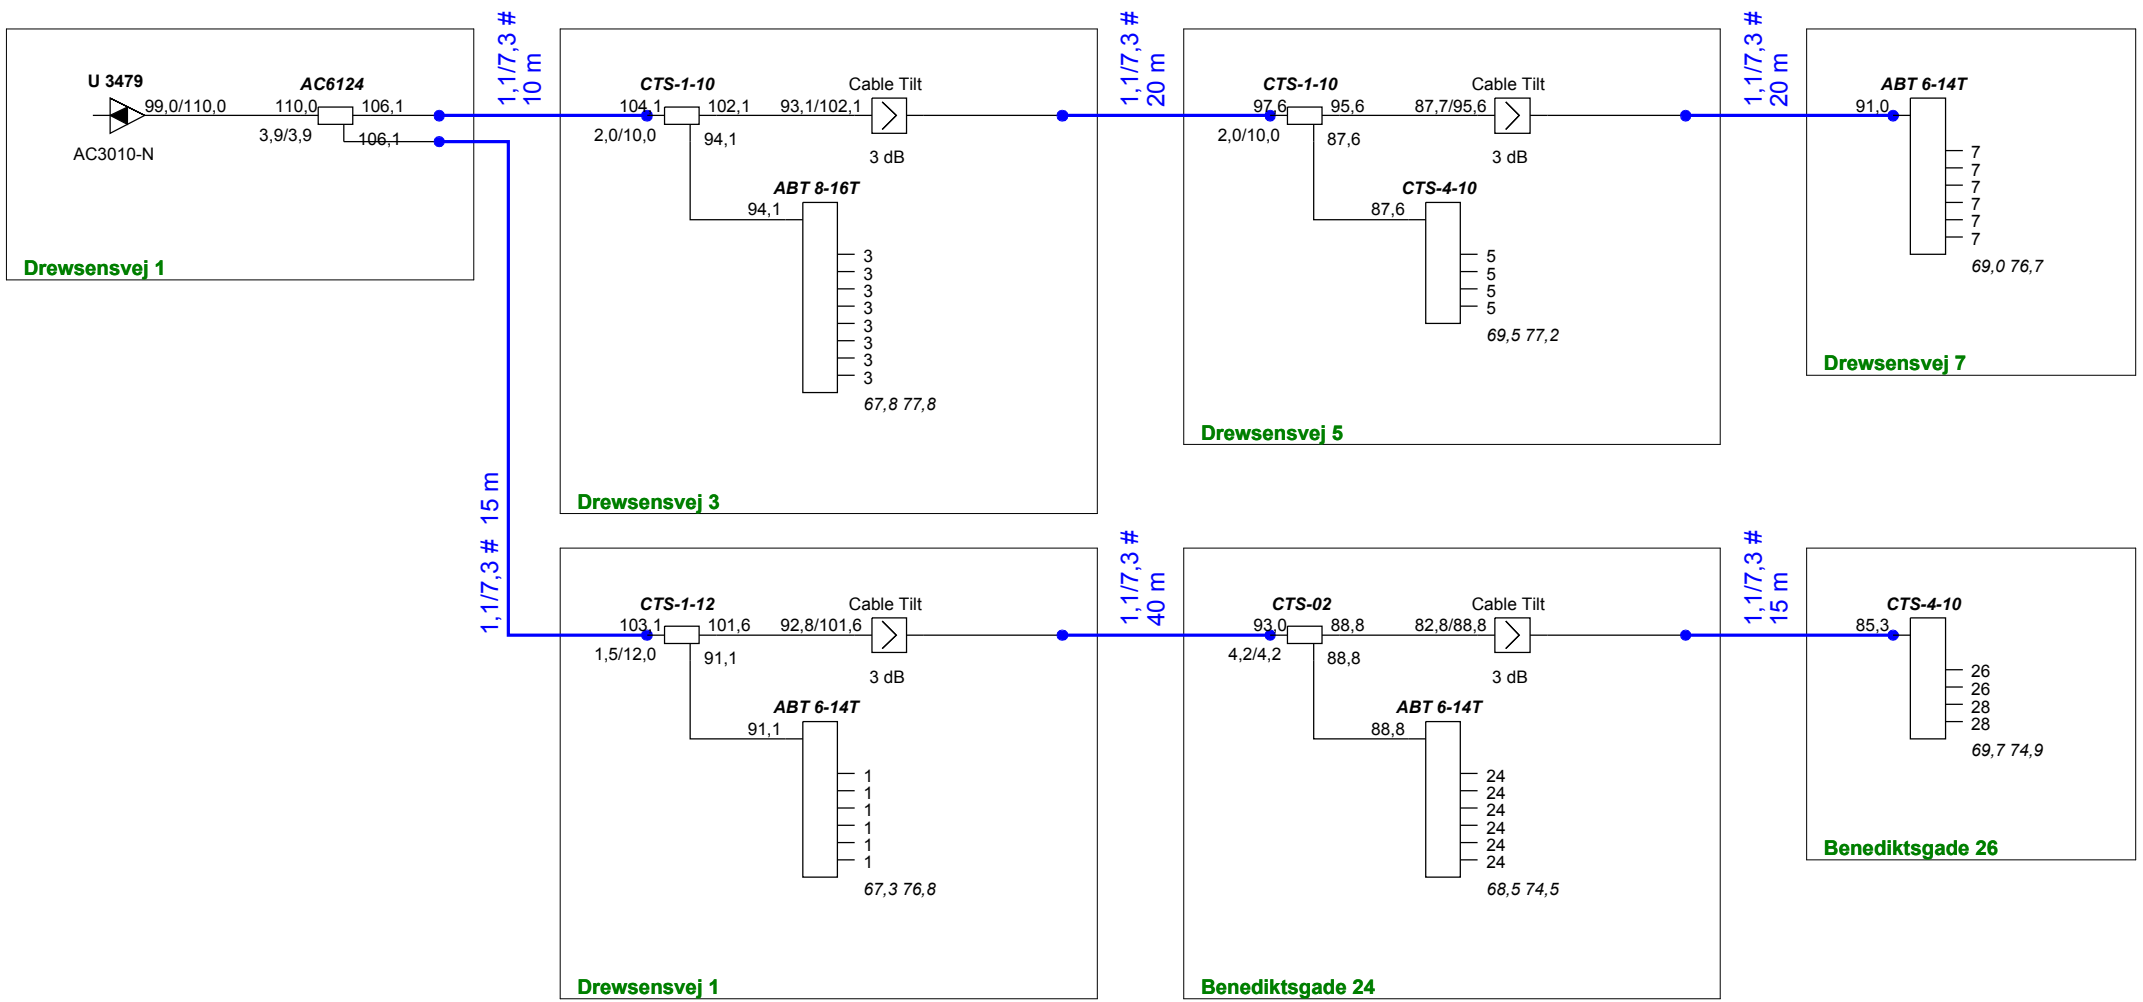 U 3479
99,0/110,0
AC3010-N
AC6124
110,0
106,1
3,9/3,9
106,1
Drewsensvej 1
1,1/7,3 #
10 m
CTS-1-10
104,1
102,1
2,0/10,0
94,1
93,1/102,1
Cable Tilt
3 dB
ABT 8-16T
94,1
3
3
3
3
3
3
3
3
67,8 77,8
Drewsensvej 3
1,1/7,3 #
20 m
CTS-1-10
97,6
95,6
2,0/10,0
87,6
87,7/95,6
Cable Tilt
3 dB
CTS-4-10
87,6
5
5
5
5
69,5 77,2
Drewsensvej 5
1,1/7,3 #
20 m
ABT 6-14T
91,0
7
7
7
7
7
7
69,0 76,7
Drewsensvej 7
1,1/7,3 # 15 m
CTS-1-12
103,1
101,6
1,5/12,0
91,1
92,8/101,6
Cable Tilt
3 dB
ABT 6-14T
91,1
1
1
1
1
1
1
67,3 76,8
Drewsensvej 1
1,1/7,3 #
40 m
CTS-02
93,0
88,8
4,2/4,2
88,8
82,8/88,8
Cable Tilt
3 dB
ABT 6-14T
88,8
24
24
24
24
24
24
68,5 74,5
Benediktsgade 24
1,1/7,3 #
15 m
CTS-4-10
85,3
26
26
28
28
69,7 74,9
Benediktsgade 26